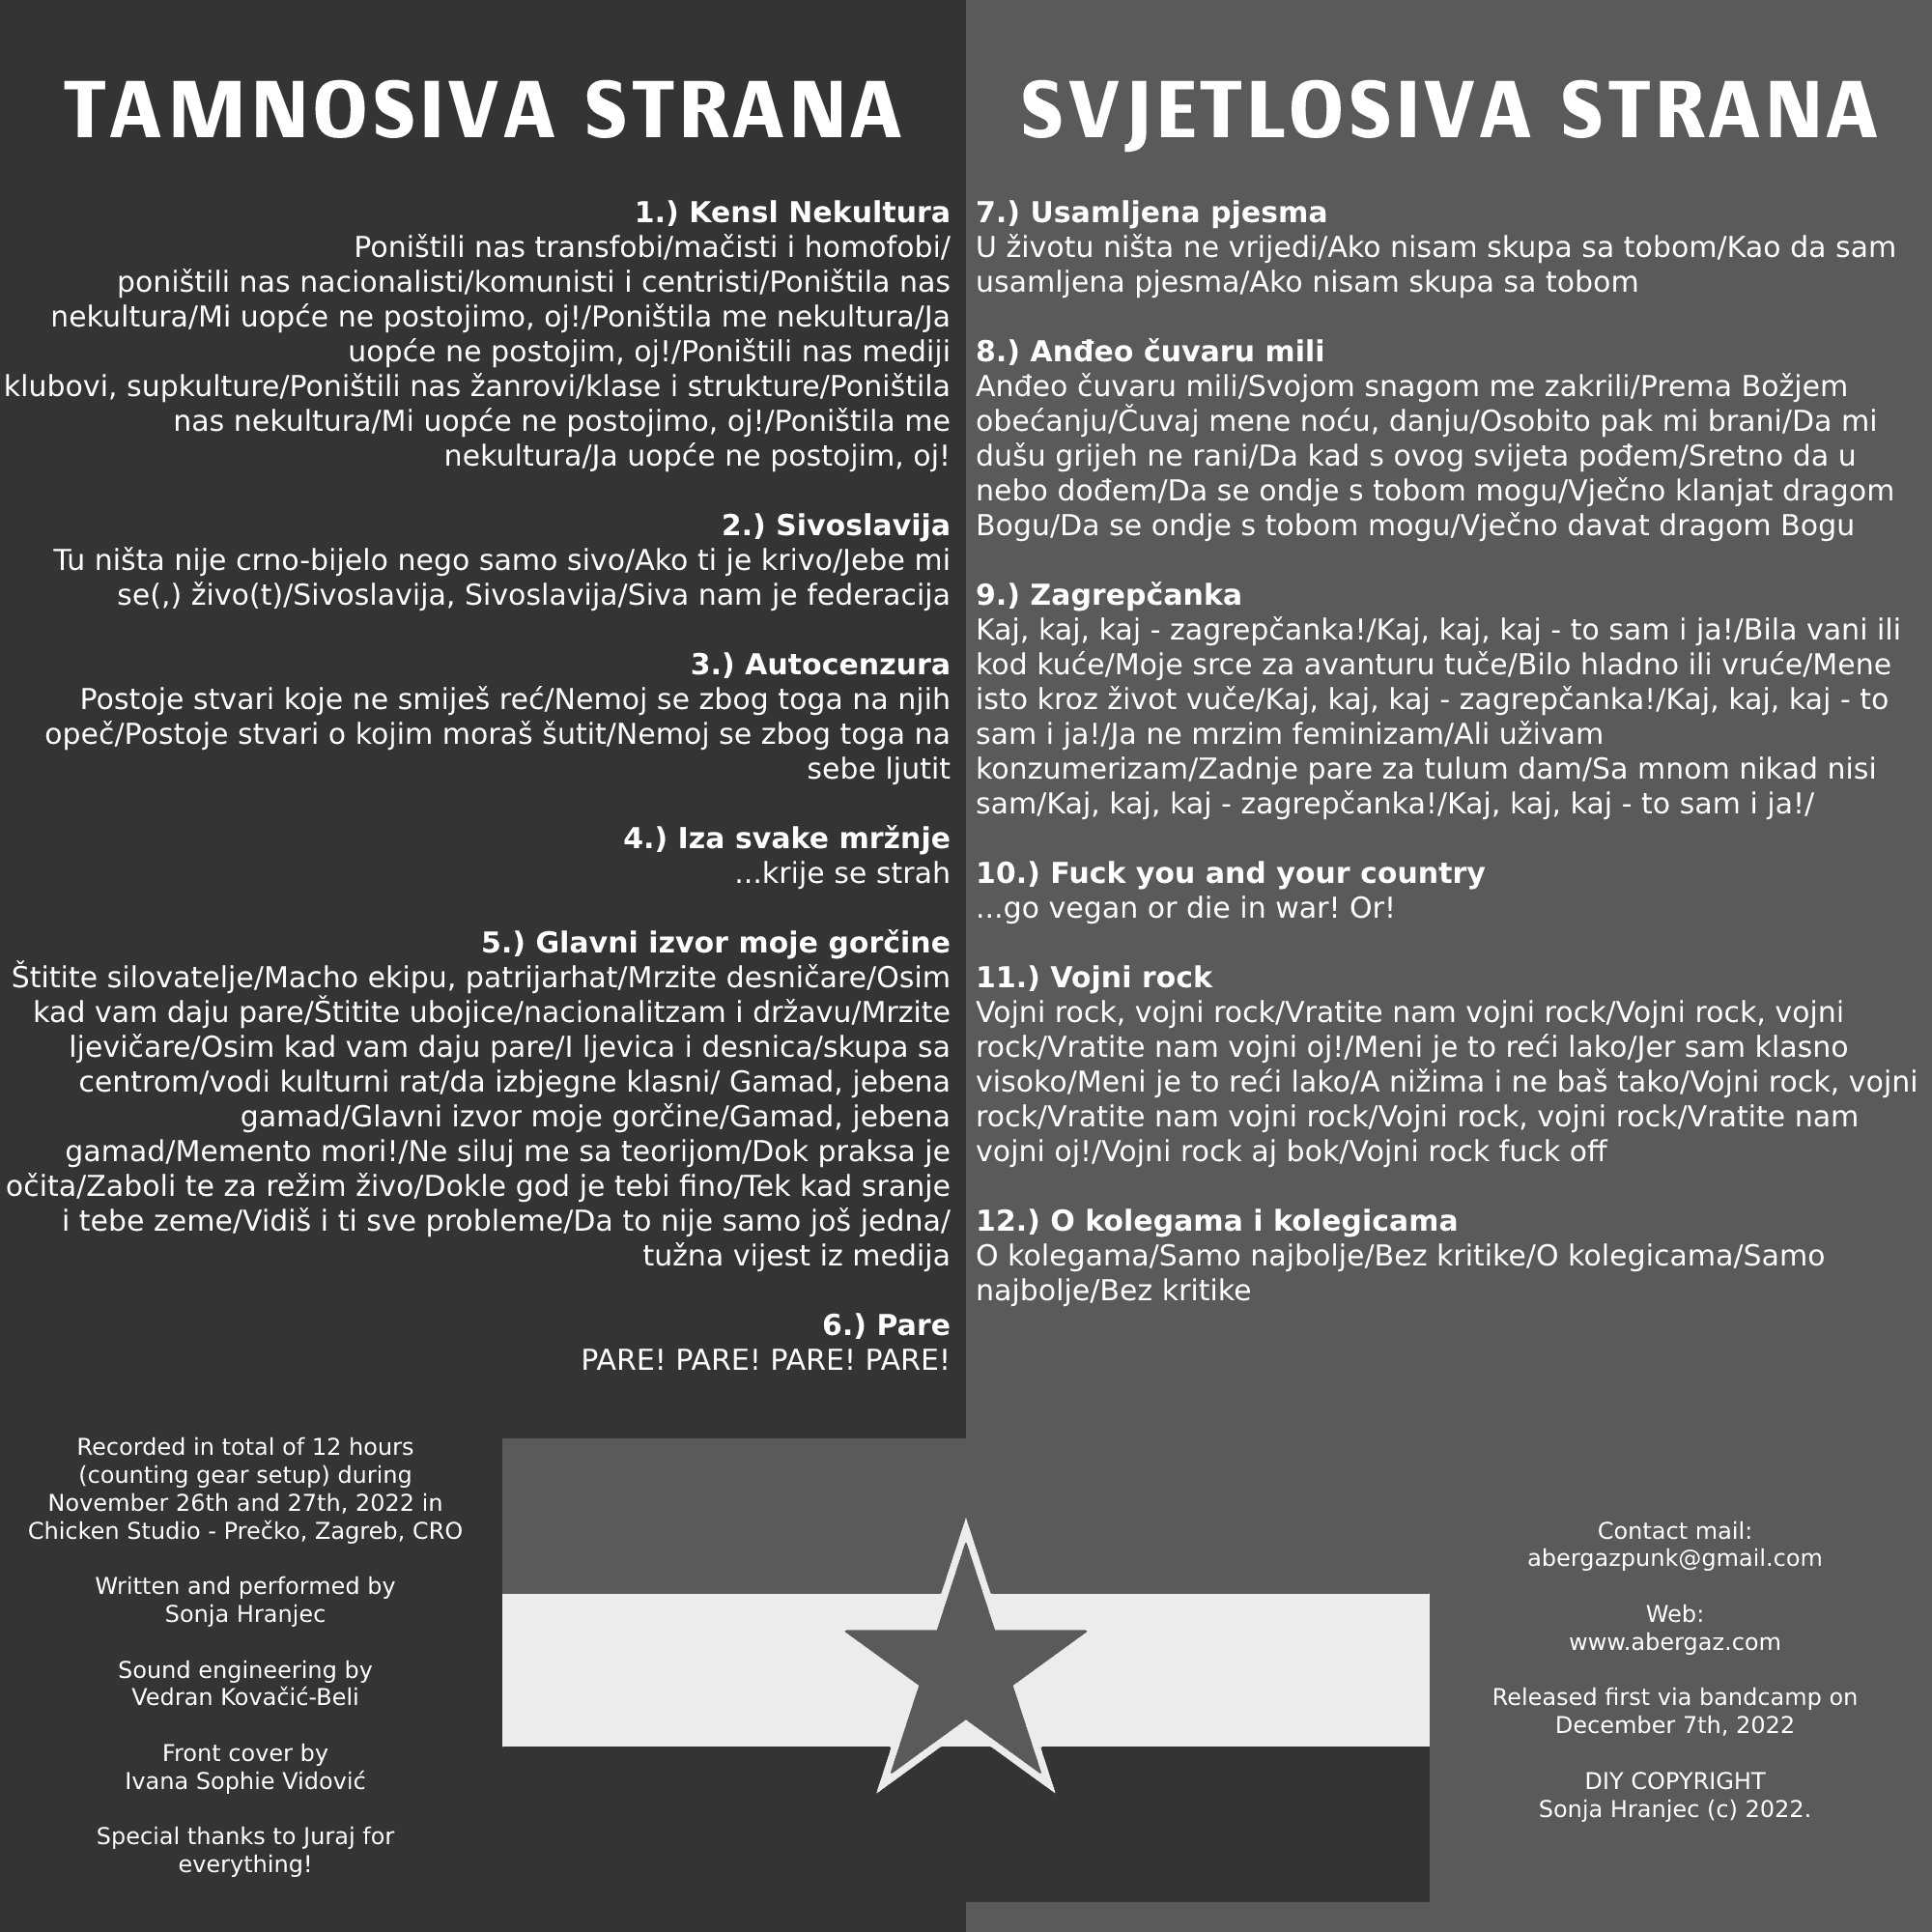 TAMNOSIVA STRANA
1.) Kensl Nekultura
Poništili nas transfobi/mačisti i homofobi/
poništili nas nacionalisti/komunisti i centristi/Poništila nas
nekultura/Mi uopće ne postojimo, oj!/Poništila me nekultura/Ja
uopće ne postojim, oj!/Poništili nas mediji
klubovi, supkulture/Poništili nas žanrovi/klase i strukture/Poništila
nas nekultura/Mi uopće ne postojimo, oj!/Poništila me
nekultura/Ja uopće ne postojim, oj!
2.) Sivoslavija
Tu ništa nije crno-bijelo nego samo sivo/Ako ti je krivo/Jebe mi
se(,) živo(t)/Sivoslavija, Sivoslavija/Siva nam je federacija
3.) Autocenzura
Postoje stvari koje ne smiješ reć/Nemoj se zbog toga na njih
opeč/Postoje stvari o kojim moraš šutit/Nemoj se zbog toga na
sebe ljutit
4.) Iza svake mržnje
...krije se strah
5.) Glavni izvor moje gorčine
Štitite silovatelje/Macho ekipu, patrijarhat/Mrzite desničare/Osim
kad vam daju pare/Štitite ubojice/nacionalitzam i državu/Mrzite
ljevičare/Osim kad vam daju pare/I ljevica i desnica/skupa sa
centrom/vodi kulturni rat/da izbjegne klasni/ Gamad, jebena
gamad/Glavni izvor moje gorčine/Gamad, jebena
gamad/Memento mori!/Ne siluj me sa teorijom/Dok praksa je
očita/Zaboli te za režim živo/Dokle god je tebi fino/Tek kad sranje
i tebe zeme/Vidiš i ti sve probleme/Da to nije samo još jedna/
tužna vijest iz medija
6.) Pare
PARE! PARE! PARE! PARE!
SVJETLOSIVA STRANA
7.) Usamljena pjesma
U životu ništa ne vrijedi/Ako nisam skupa sa tobom/Kao da sam
usamljena pjesma/Ako nisam skupa sa tobom
8.) Anđeo čuvaru mili
Anđeo čuvaru mili/Svojom snagom me zakrili/Prema Božjem
obećanju/Čuvaj mene noću, danju/Osobito pak mi brani/Da mi
dušu grijeh ne rani/Da kad s ovog svijeta pođem/Sretno da u
nebo dođem/Da se ondje s tobom mogu/Vječno klanjat dragom
Bogu/Da se ondje s tobom mogu/Vječno davat dragom Bogu
9.) Zagrepčanka
Kaj, kaj, kaj - zagrepčanka!/Kaj, kaj, kaj - to sam i ja!/Bila vani ili
kod kuće/Moje srce za avanturu tuče/Bilo hladno ili vruće/Mene
isto kroz život vuče/Kaj, kaj, kaj - zagrepčanka!/Kaj, kaj, kaj - to
sam i ja!/Ja ne mrzim feminizam/Ali uživam
konzumerizam/Zadnje pare za tulum dam/Sa mnom nikad nisi
sam/Kaj, kaj, kaj - zagrepčanka!/Kaj, kaj, kaj - to sam i ja!/
10.) Fuck you and your country
...go vegan or die in war! Or!
11.) Vojni rock
Vojni rock, vojni rock/Vratite nam vojni rock/Vojni rock, vojni
rock/Vratite nam vojni oj!/Meni je to reći lako/Jer sam klasno
visoko/Meni je to reći lako/A nižima i ne baš tako/Vojni rock, vojni
rock/Vratite nam vojni rock/Vojni rock, vojni rock/Vratite nam
vojni oj!/Vojni rock aj bok/Vojni rock fuck off
12.) O kolegama i kolegicama
O kolegama/Samo najbolje/Bez kritike/O kolegicama/Samo
najbolje/Bez kritike
Recorded in total of 12 hours
(counting gear setup) during
November 26th and 27th, 2022 in
Chicken Studio - Prečko, Zagreb, CRO
Written and performed by
Sonja Hranjec
Sound engineering by
Vedran Kovačić-Beli
Front cover by
Ivana Sophie Vidović
Special thanks to Juraj for
everything!
Contact mail:
abergazpunk@gmail.com
Web:
www.abergaz.com
Released first via bandcamp on
December 7th, 2022
DIY COPYRIGHT
Sonja Hranjec (c) 2022.